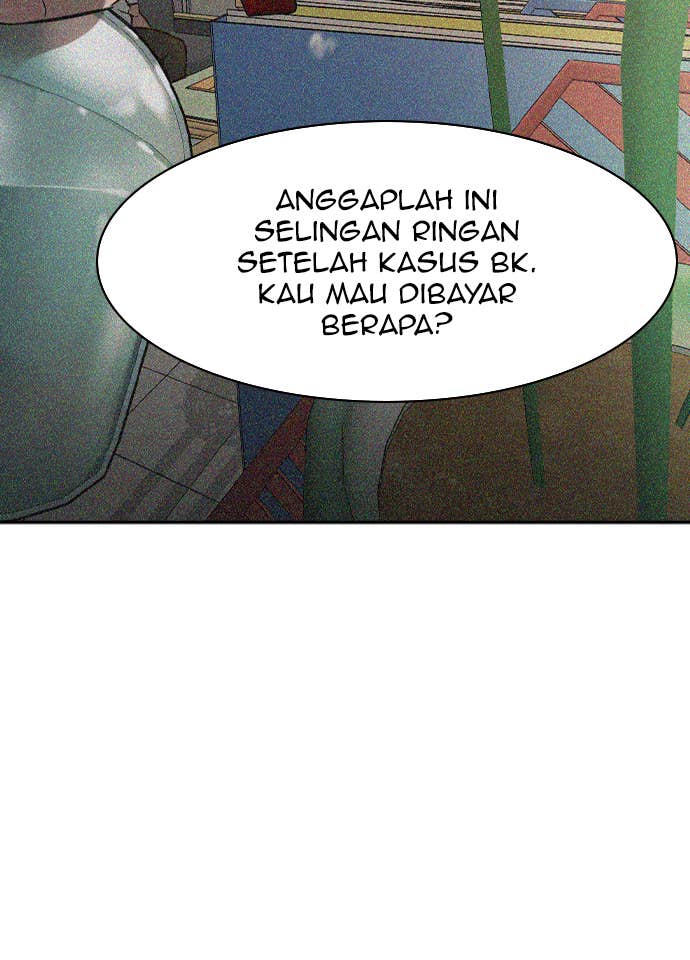 ANGGAPLAH INI
SELINGAN RINGAN
SETELAH KASUS BK.
KAU MAU DIBAYAR
BERAPA?